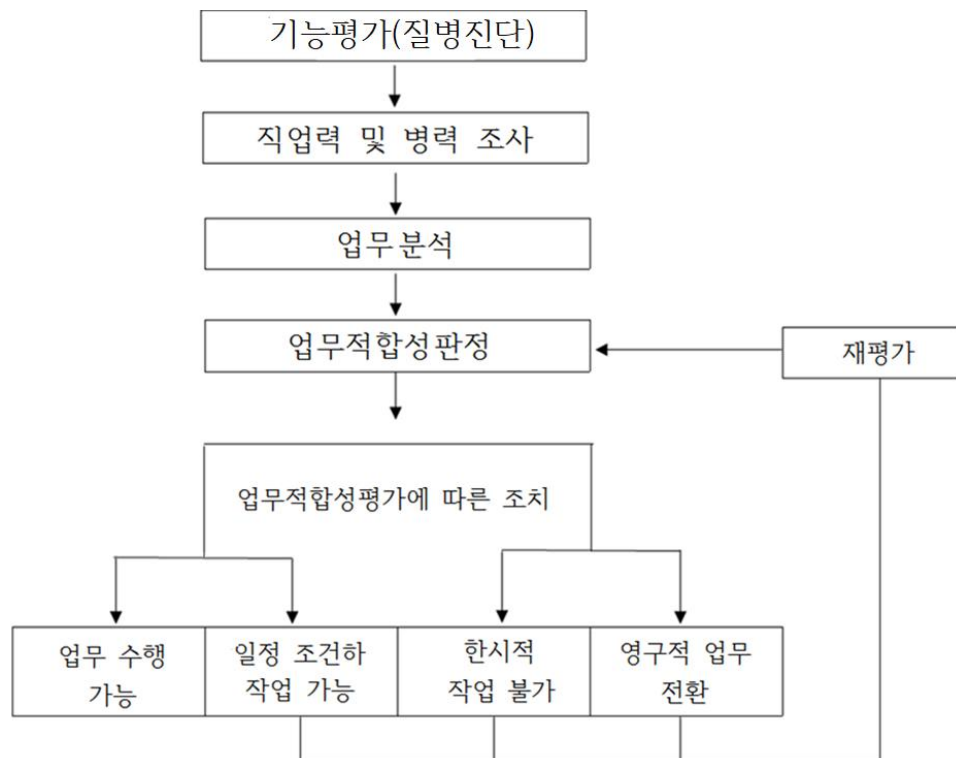 기능평가(질병진단)
직업력 및 병력 조사
업무분석
업무적합성판정
재평가
업무적합성평가에 따른 조치
업무 수행
가능
일정 조건하
작업 가능
한시적
작업 불가
영구적 업무
전환